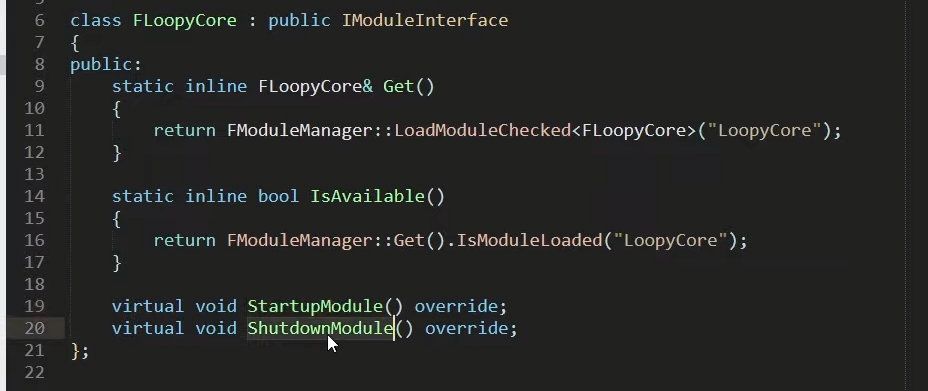 6 class FLoopyCore : public IModuleInterface
7 {
8 public:
9 static inline FLoopyCore& Get()
10 {
11 return FModuleManager::LoadModuleChecked<FLoopyCore>("LoopyCore");
12 }
13
14 static inline bool IsAvailable()
15 {
16 return FModuleManager::Get().IsModuleLoaded("LoopyCore");
17 }
18
19 virtual void StartupModule() override;
20 virtual void ShutdownModule() override;
21 };
22